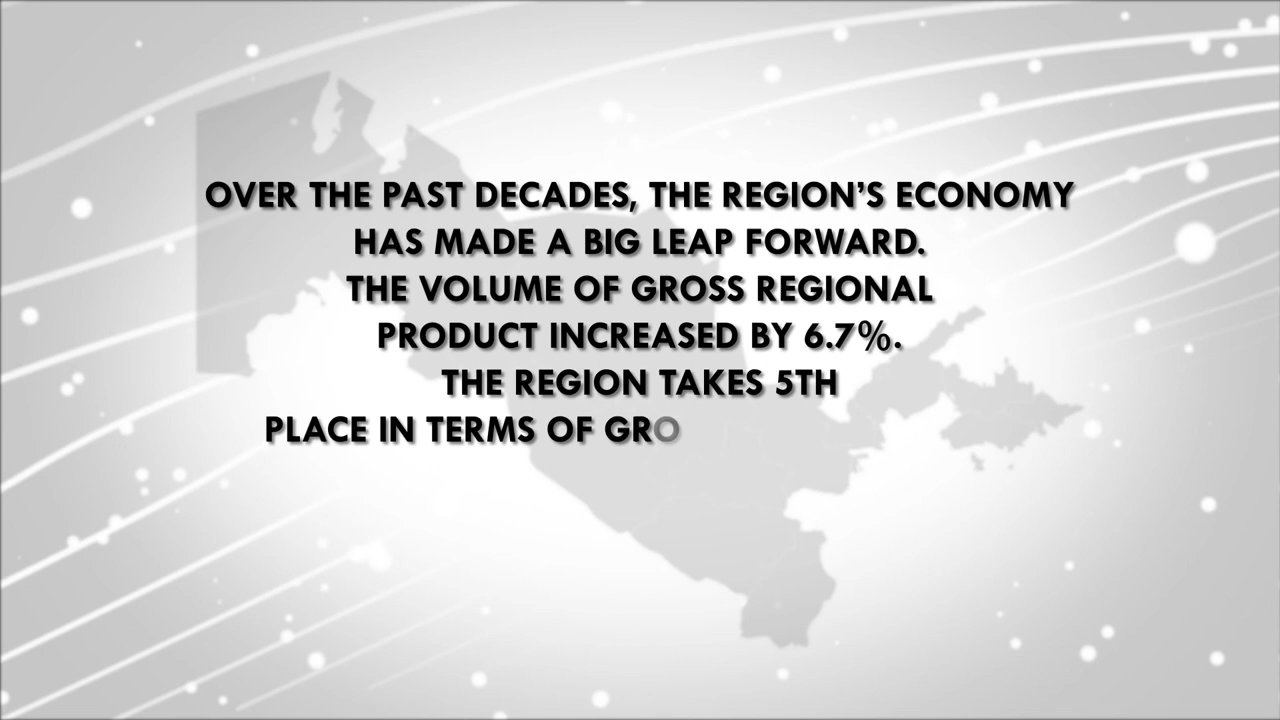 OVER THE PAST DECADES, THE REGION’S ECONOMY
HAS MADE A BIG LEAP FORWARD.
THE VOLUME OF GROSS REGIONAL
PRODUCT INCREASED BY 6.7%.
THE REGION TAKES 5TH
PLACE IN TERMS OF GRO